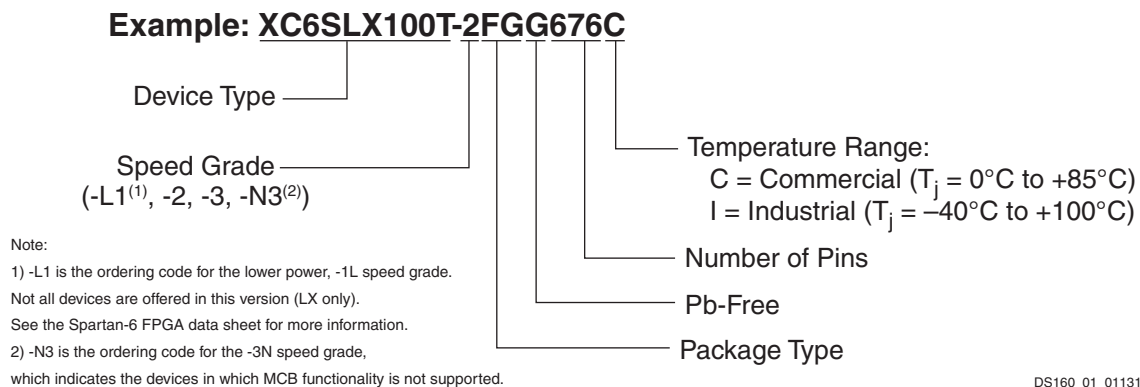 Example: XC6SLX100T-2FGG676C
Device Type
Speed Grade
(-L1(1), -2, -3, -N3(2))
Temperature Range:
C = Commercial (Tj = 0°C to +85°C)
I = Industrial (Tj = –40°C to +100°C)
Number of Pins
Pb-Free
Package Type
Note:
1) -L1 is the ordering code for the lower power, -1L speed grade.
Not all devices are offered in this version (LX only).
See the Spartan-6 FPGA data sheet for more information.
2) -N3 is the ordering code for the -3N speed grade,
which indicates the devices in which MCB functionality is not supported.
DS160_01_01131